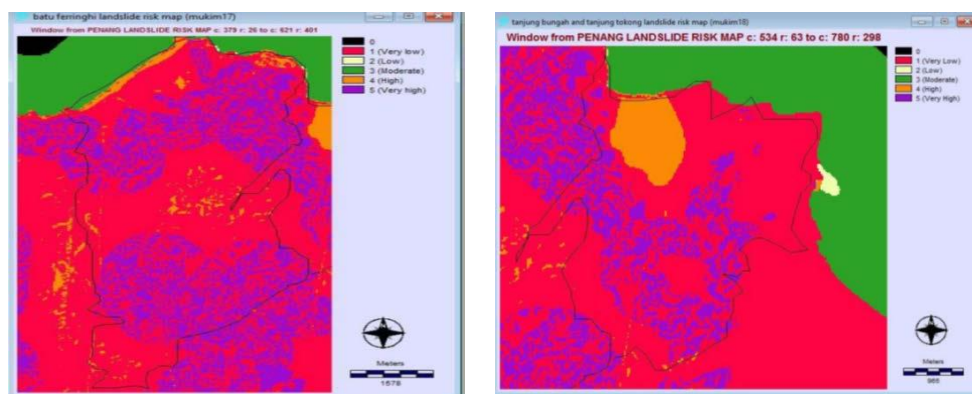 batu ferringhi landslide risk map (mukim17)
Window from PENANG LANDSLIDE RISK MAP c: 379 r: 26 to c: 621 r: 401
0
1 (Very low)
2 (Low)
3 (Moderate)
4 (High)
5 (Very high)
Meters
1678
tanjung bungah and tanjung tokong landslide risk map (mukim18)
Window from PENANG LANDSLIDE RISK MAP c: 534 r: 63 to c: 780 r: 298
0
1 (Very Low)
2 (Low)
3 (Moderate)
4 (High)
5 (Very High)
Meters